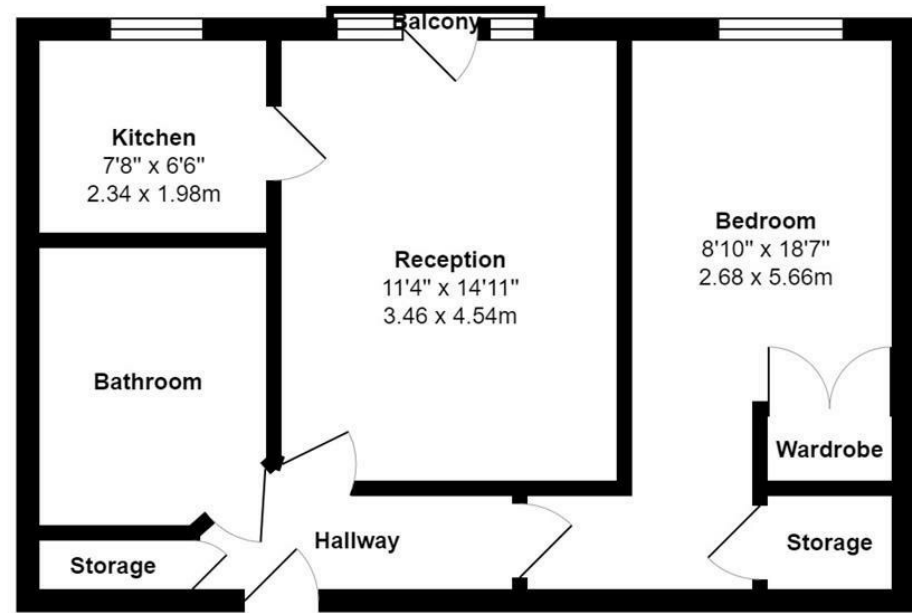 Balcony
Kitchen
7'8" x 6'6"
2.34 x 1.98m
Reception
11'4" x 14'11"
3.46 x 4.54m
Bedroom
8'10" x 18'7"
2.68 x 5.66m
Bathroom
Wardrobe
Hallway
Storage
Storage